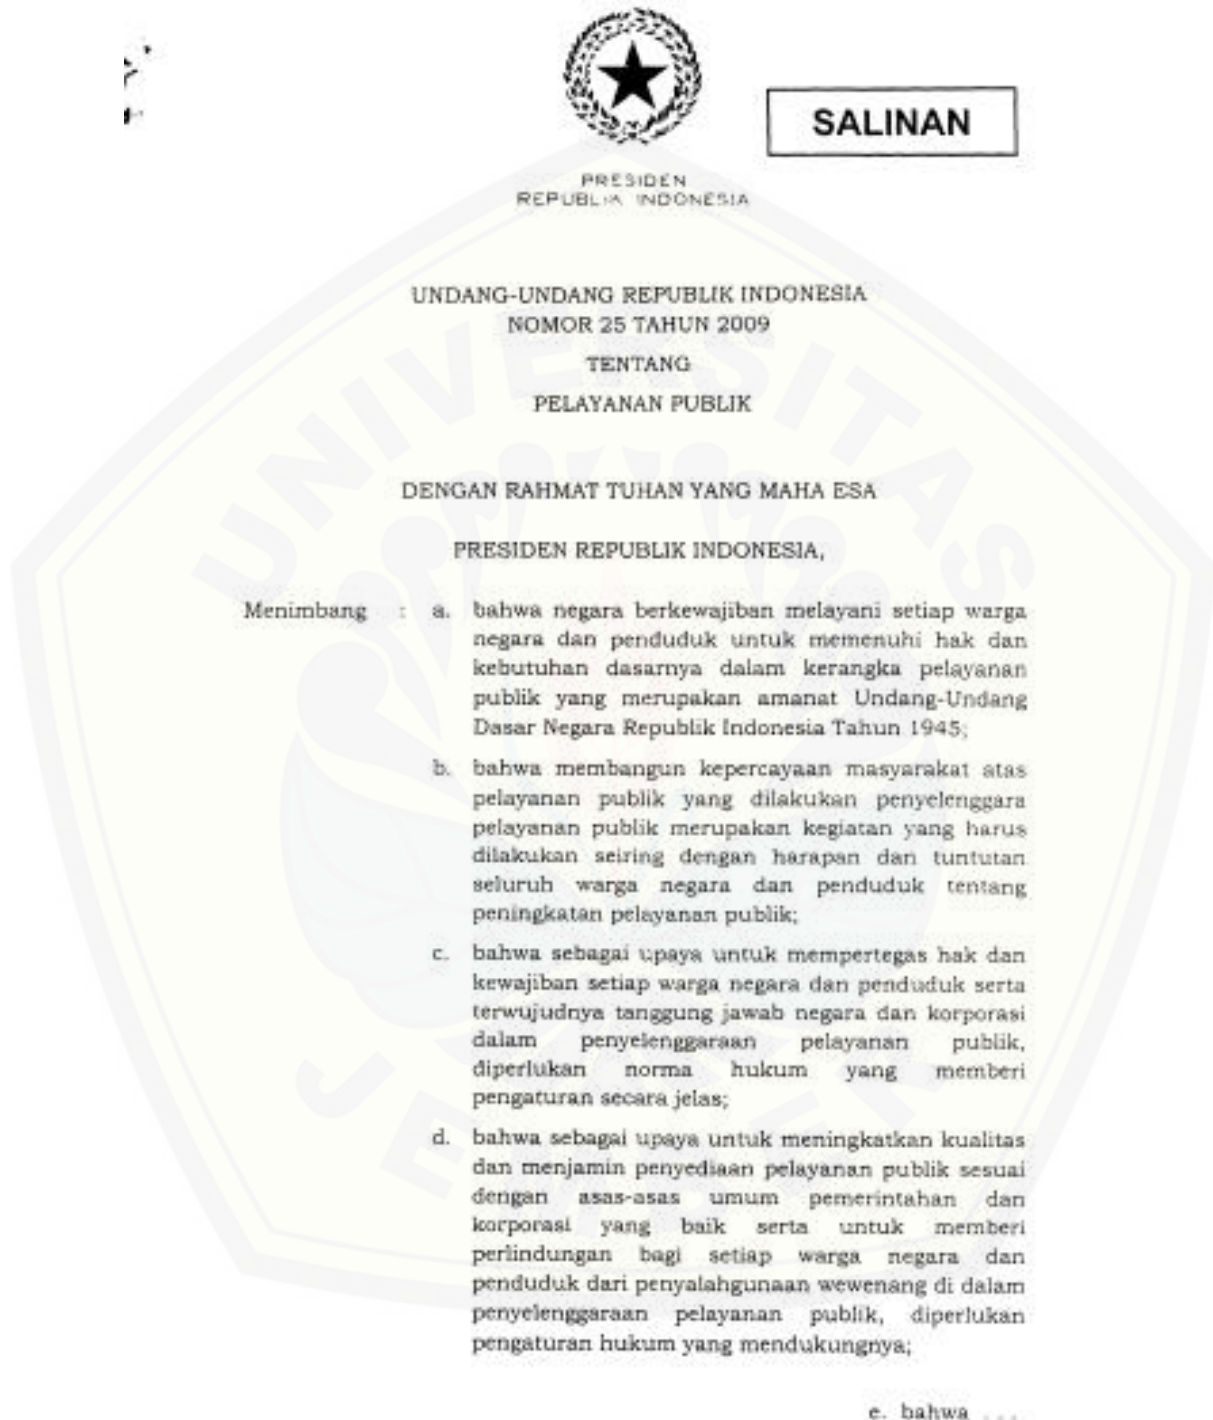 SALINAN
PRESIDEN
REPUBLIK INDONESIA
UNDANG-UNDANG REPUBLIK INDONESIA
NOMOR 25 TAHUN 2009
TENTANG
PELAYANAN PUBLIK
DENGAN RAHMAT TUHAN YANG MAHA ESA
PRESIDEN REPUBLIK INDONESIA,
Menimbang : a. bahwa negara berkewajiban melayani setiap warga
negara dan penduduk untuk memenuhi hak dan
kebutuhan dasarnya dalam kerangka pelayanan
publik yang merupakan amanat Undang-Undang
Dasar Negara Republik Indonesia Tahun 1945;
b. bahwa membangun kepercayaan masyarakat atas
pelayanan publik yang dilakukan penyelenggara
pelayanan publik merupakan kegiatan yang harus
dilakukan seiring dengan harapan dan tuntutan
seluruh warga negara dan penduduk tentang
peningkatan pelayanan publik;
c. bahwa sebagai upaya untuk mempertegas hak dan
kewajiban setiap warga negara dan penduduk serta
terwujudnya tanggung jawab negara dan korporasi
dalam penyelenggaraan pelayanan publik,
diperlukan norma hukum yang memberi
pengaturan secara jelas;
d. bahwa sebagai upaya untuk meningkatkan kualitas
dan menjamin penyediaan pelayanan publik sesuai
dengan asas-asas umum pemerintahan dan
korporasi yang baik serta untuk memberi
perlindungan bagi setiap warga negara dan
penduduk dari penyalahgunaan wewenang di dalam
penyelenggaraan pelayanan publik, diperlukan
pengaturan hukum yang mendukungnya;
e. bahwa ....
UNIVERSITAS
JEMBER